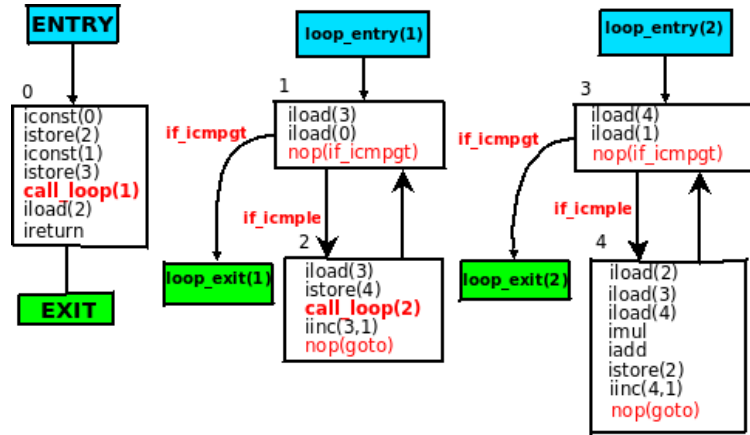 ENTRY
0
iconst(0)
istore(2)
iconst(1)
istore(3)
call_loop(1)
iload(2)
ireturn
EXIT
loop_entry(1)
1
iload(3)
iload(0)
nop(if_icmpgt)
if_icmpgt
if_icmple
loop_exit(1)
2
iload(3)
istore(4)
call_loop(2)
iinc(3,1)
nop(goto)
loop_entry(2)
3
iload(4)
iload(1)
nop(if_icmpgt)
if_icmpgt
if_icmple
loop_exit(2)
4
iload(2)
iload(3)
iload(4)
imul
iadd
istore(2)
iinc(4,1)
nop(goto)